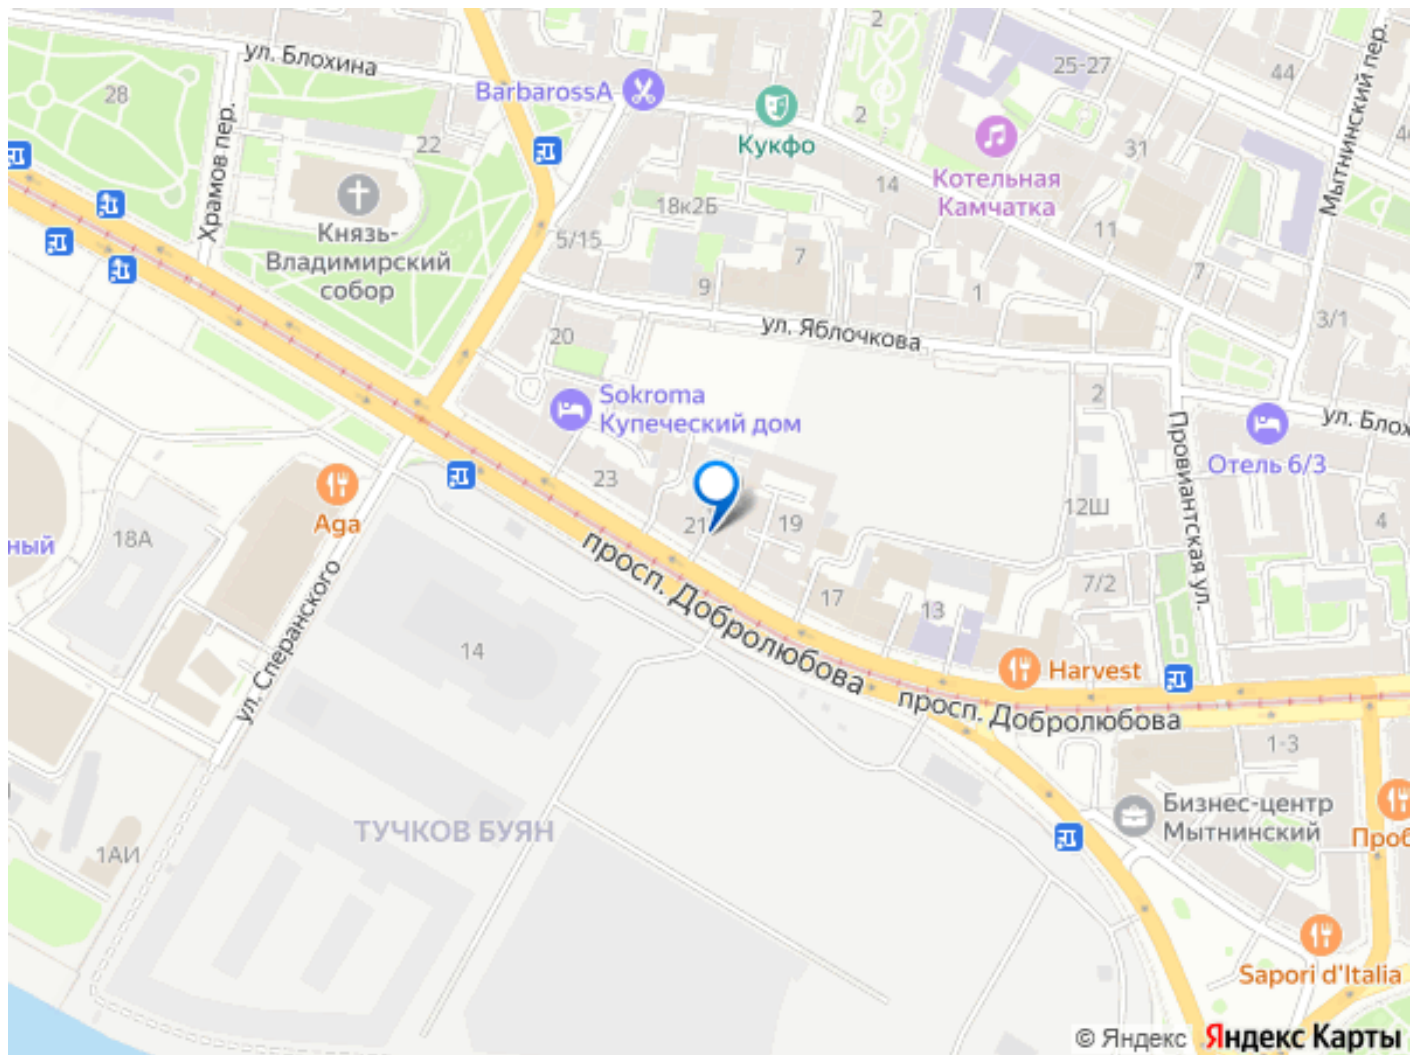 2
ул. Блохина
25-27
44
28
BarbarossA
2
22
Кукфо
31
Мытнинский пер.
Храмов пер.
Котельная
Камчатка
14
18к2Б
Князь-
Владимирский
собор
5/15
11
7
7
9
1
3/1
20
ул. Яблочкова
Sokroma
Купеческий дом
2
ул. Блох
Отель 6/3
Провиантская ул.
23
Aga
21
19
12Ш
4
ный
18А
просп. Добролюбова
17
13
7/2
14
ул. Сперанского
Harvest
просп. Добролюбова
1-3
Бизнес-центр
Мытнинский
ТУЧКОВ БУЯН
1АИ
Проб
Sapori d'Italia
© Яндекс Яндекс Карты